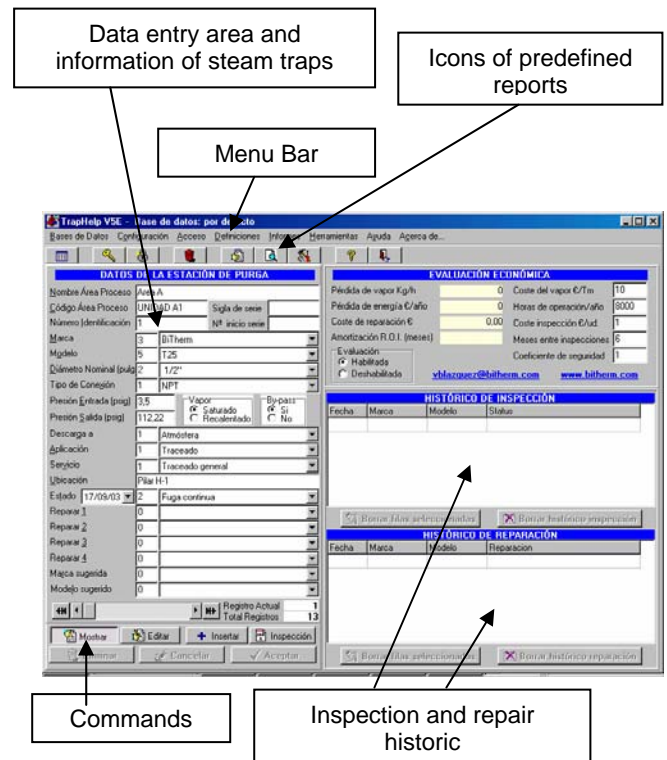 Data entry area and
information of steam traps
Icons of predefined
reports
Menu Bar
TrapHelp V5E - Base de datos: por defecto
Bases de Datos Configuración Acceso Definiciones Informes Herramientas Ayuda Acerca de...
DATOS DE LA ESTACIÓN DE PURGA
Nombre Área Proceso Area A
Código Área Proceso UNIDAD A1 Sigla de serie
Número Identificación 1 Nº inicio serie
Marca 3 BiTherm
Modelo 5 T25
Diámetro Nominal (pulg 2 1/2"
Tipo de Conexión 1 NPT
Presión Entrada (psig) 3,5 Vapor Saturado Recalentado By-pass Si No
Presión Salida (psig) 112,22
Descarga a 1 Atmósfera
Aplicación 1 Traceado
Servicio 1 Traceado general
Ubicación Pilar H-1
Estado 17/09/03 2 Fuga continua
Reparar 1 0
Reparar 2 0
Reparar 3 0
Reparar 4 0
Marca sugerida 0
Modelo sugerido 0
Registro Actual 1
Total Registros 13
Mostrar Editar Insertar Inspección
Cancelar Aceptar
EVALUACIÓN ECONÓMICA
Pérdida de vapor Kg/h 0 Coste del vapor €/Tm 10
Pérdida de energía €/año 0 Horas de operación/año 8000
Coste de reparación € 0.00 Coste inspección €/ud. 1
Amortización R.O.I. (meses) Meses entre inspecciones 6
Evaluación Coeficiente de seguridad 1
Habilitada
Deshabilitada vblazquez@bitherm.com www.bitherm.com
HISTÓRICO DE INSPECCIÓN
Fecha Marca Modelo Status
Borrar filas seleccionadas Borrar histórico inspección
HISTÓRICO DE REPARACIÓN
Fecha Marca Modelo Reparacion
Borrar filas seleccionadas Borrar histórico reparación
Commands
Inspection and repair
historic